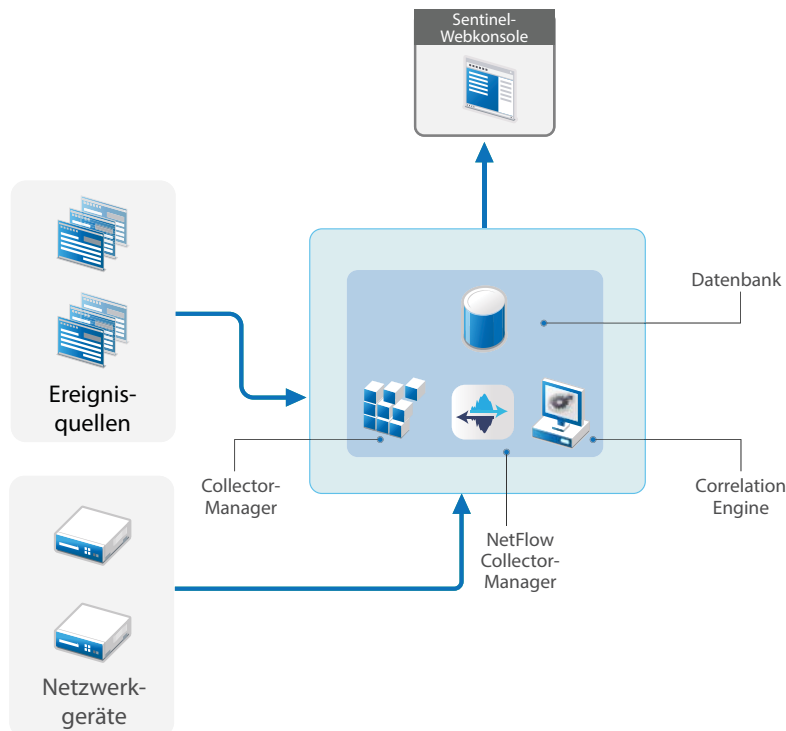 Sentinel-
Webkonsole
Datenbank
Ereignis-
quellen
Collector-
Manager
Correlation
Engine
NetFlow
Collector-
Manager
Netzwerk-
geräte